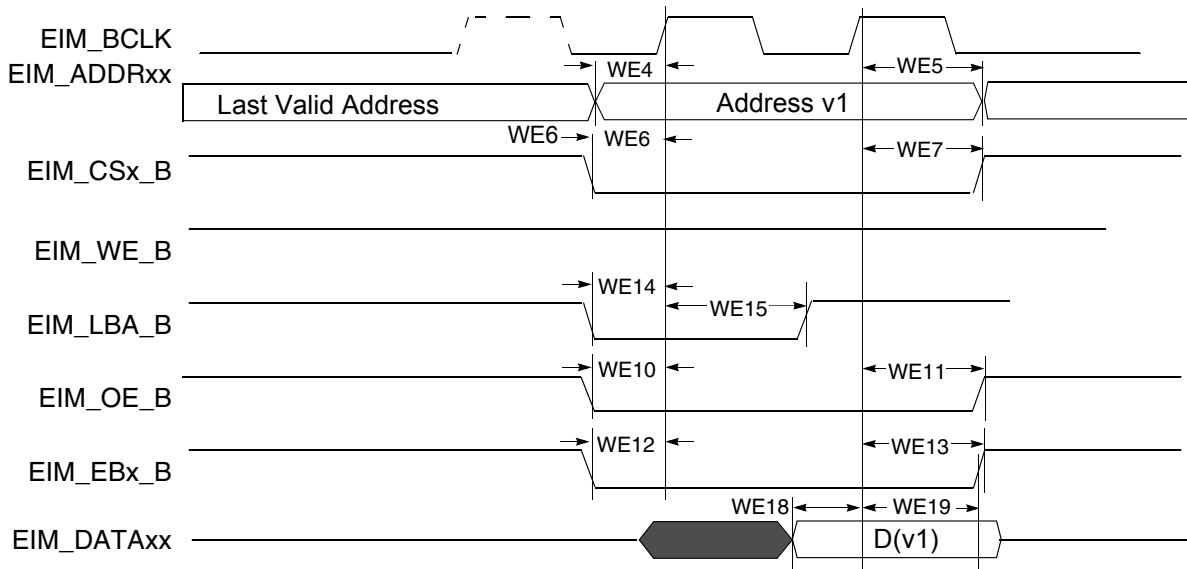 EIM_BCLK
EIM_ADDRxx
WE4
WE5
Last Valid Address
Address v1
WE6
WE6
WE7
EIM_CSx_B
EIM_WE_B
WE14
WE15
EIM_LBA_B
WE10
WE11
EIM_OE_B
WE12
WE13
EIM_EBx_B
WE18
WE19
EIM_DATAxx
D(v1)